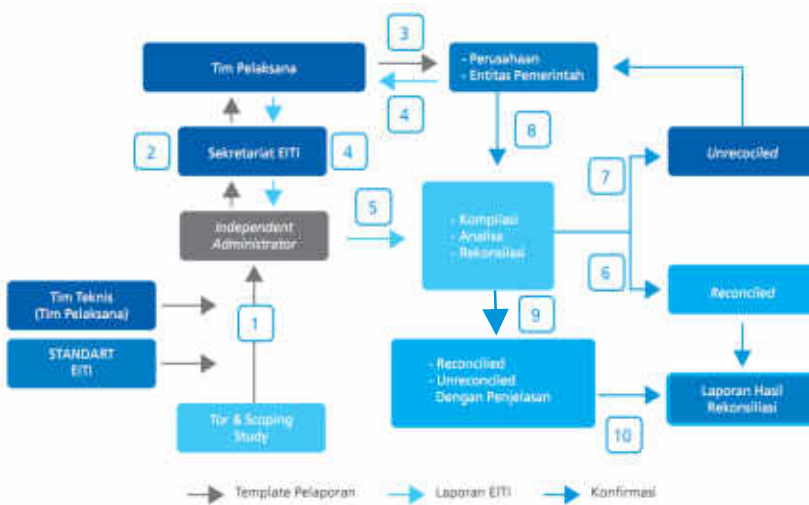 3
Tim Pelaksana
- Perusahaan
- Entitas Pemerintah
4
8
2
Sekretariat EITI
4
Unrecociled
7
5
Independent
Administrator
- Kompilasi
- Analisa
- Rekonsiliasi
6
Reconciled
Tim Teknis
(Tim Pelaksana)
1
9
STANDART
EITI
- Reconciled
- Unreconciled
Dengan Penjelasan
Laporan Hasil
Rekonsiliasi
Tor & Scoping
Study
10
Template Pelaporan
Laporan EITI
Konfirmasi